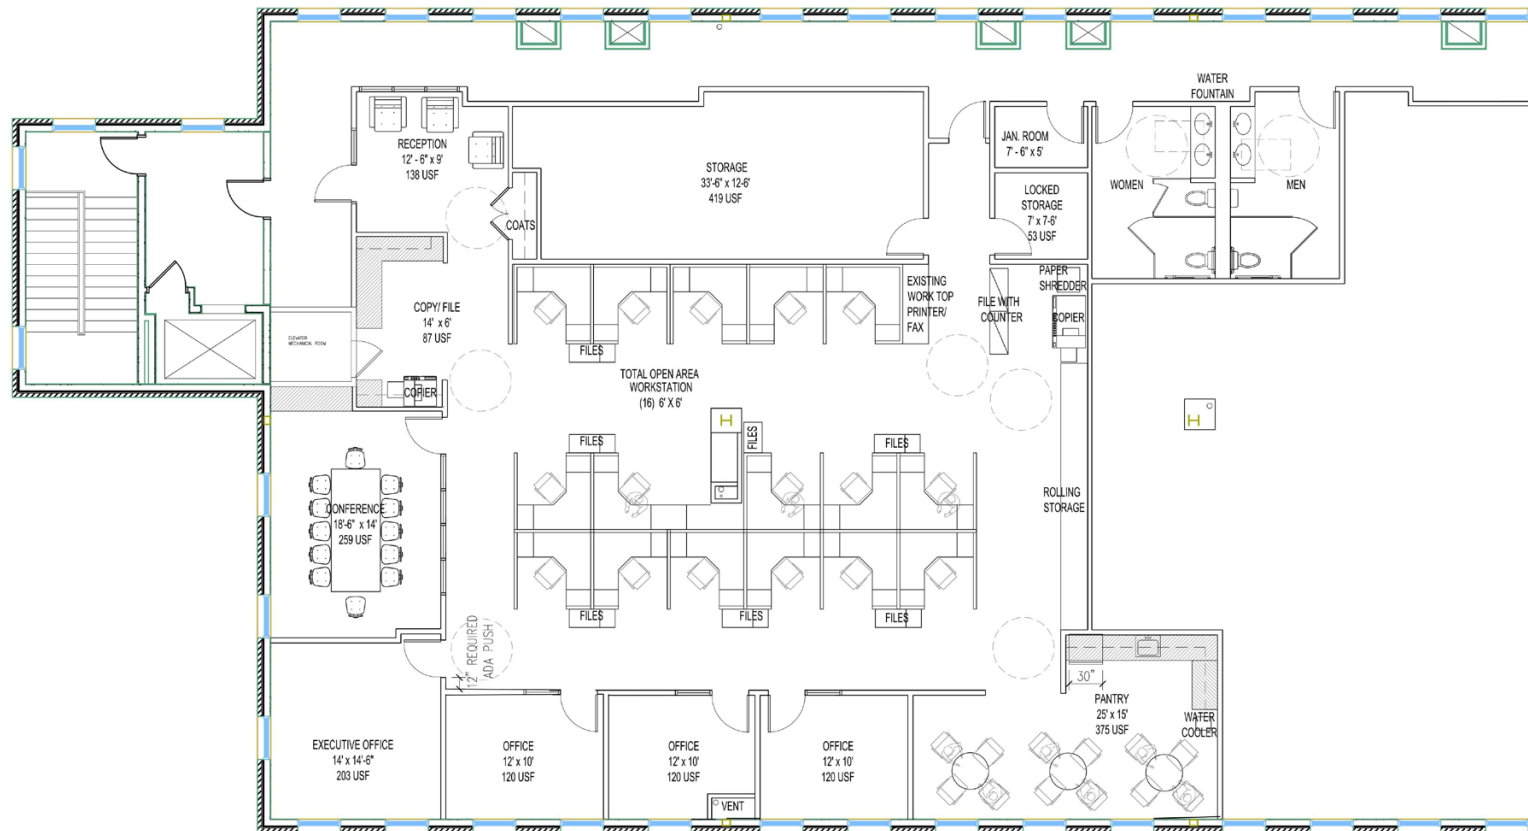 WATER
FOUNTAIN
RECEPTION
12' - 6" x 9'
138 USF
STORAGE
33'-6" x 12-6'
419 USF
JAN. ROOM
7' - 6" x 5'
WOMEN
MEN
LOCKED
STORAGE
7' x 7'-6'
53 USF
COATS
COPY/ FILE
14' x 6'
87 USF
ELEVATOR
MECHANICAL ROOM
COPIER
EXISTING
WORK TOP
PRINTER/
FAX
FILE WITH
COUNTER
PAPER
SHREDDER
COPIER
FILES
TOTAL OPEN AREA
WORKSTATION
(16) 6' X 6'
FILES
FILES
FILES
CONFERENCE
18'-6" x 14'
259 USF
ROLLING
STORAGE
FILES
FILES
FILES
12" REQUIRED
ADA PUSH/
30"
PANTRY
25' x 15'
375 USF
WATER
COOLER
EXECUTIVE OFFICE
14' x 14'-6"
203 USF
OFFICE
12' x 10'
120 USF
OFFICE
12' x 10'
120 USF
OFFICE
12' x 10'
120 USF
VENT